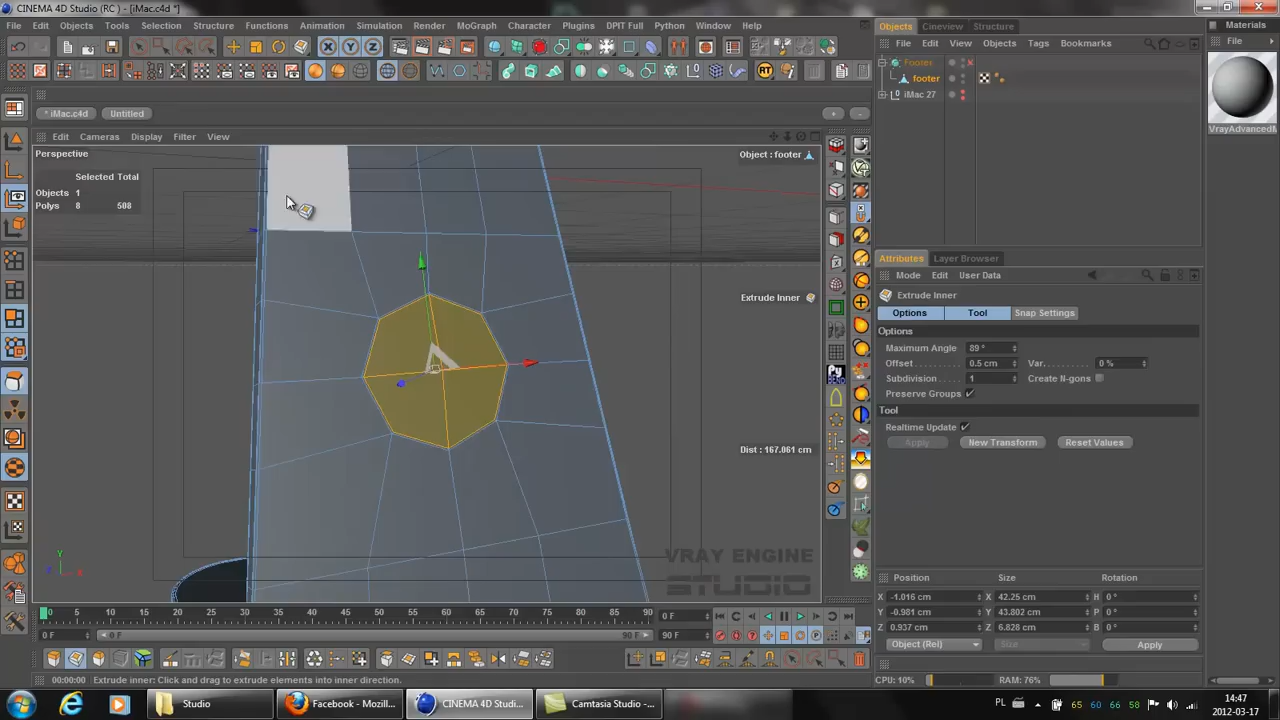 CINEMA 4D Studio (RC) - [iMac.c4d *]
File Edit Objects Tools Selection Structure Functions Animation Simulation Render MoGraph Character Plugins DPIT Full Python Window Help
* iMac.c4d Untitled
Edit Cameras Display Filter View
Perspective
Object : footer
Selected Total
Objects 1
Polys 8 508
Extrude Inner
Dist : 167.061 cm
VRAY ENGINE
STUDIO
Objects Cineview Structure
File Edit View Objects Tags Bookmarks
Footer
footer
iMac 27
Materials
File
VrayAdvancedM
Attributes Layer Browser
Mode Edit User Data
Extrude Inner
Options Tool Snap Settings
Options
Maximum Angle 89 °
Offset 0.5 cm Var. 0 %
Subdivision 1 Create N-gons
Preserve Groups
Tool
Realtime Update
Apply New Transform Reset Values
Position Size Rotation
X -1.016 cm X 42.25 cm H 0 °
Y -0.981 cm Y 43.802 cm P 0 °
Z 0.937 cm Z 6.828 cm B 0 °
Object (Rel) Size Apply
0 5 10 15 20 25 30 35 40 45 50 55 60 65 70 75 80 85 90 0 F
0 F 0 F 90 F 90 F
00:00:00 Extrude inner: Click and drag to extrude elements into inner direction.
CPU: 10% RAM: 76%
Studio Facebook - Mozill... CINEMA 4D Studi... Camtasia Studio -... PL 65 60 66 58 14:47
2012-03-17